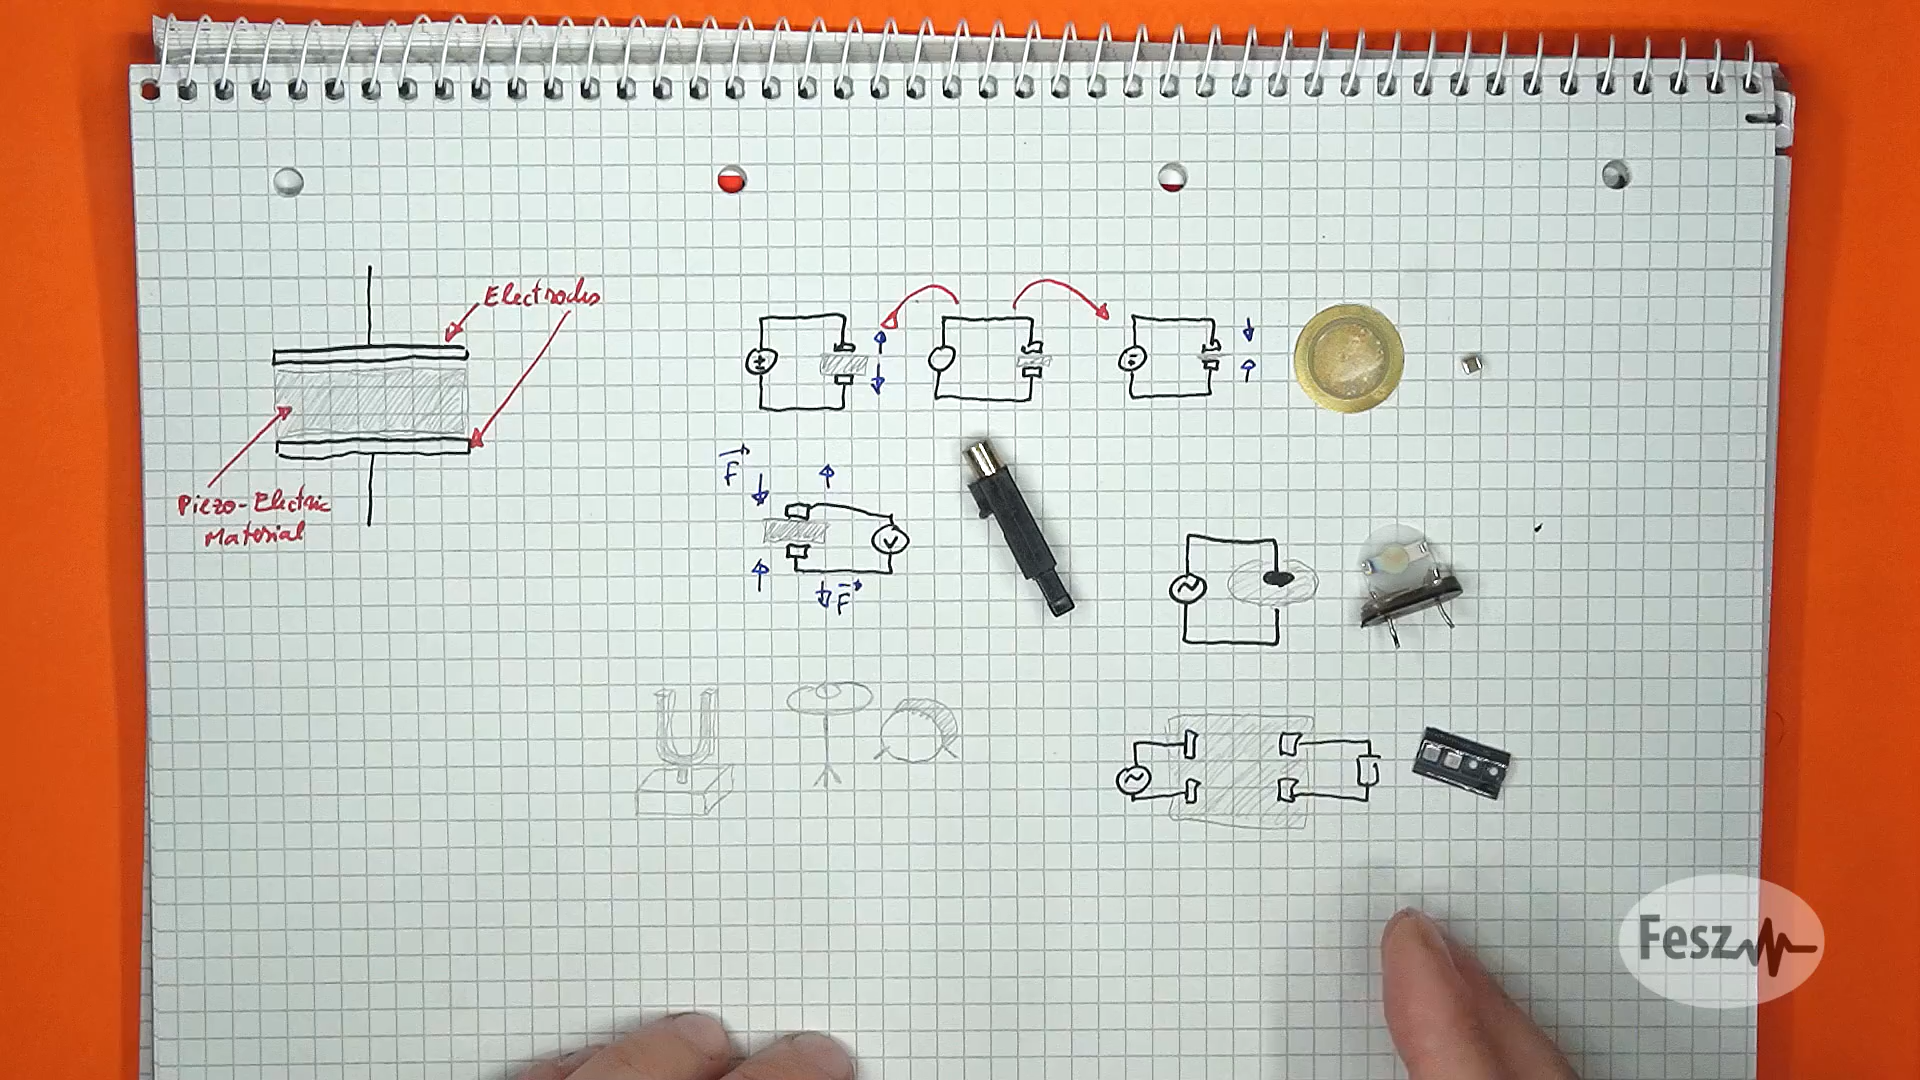 Electrodes
Piezo-Electric
Material
F
V
F
Fesz